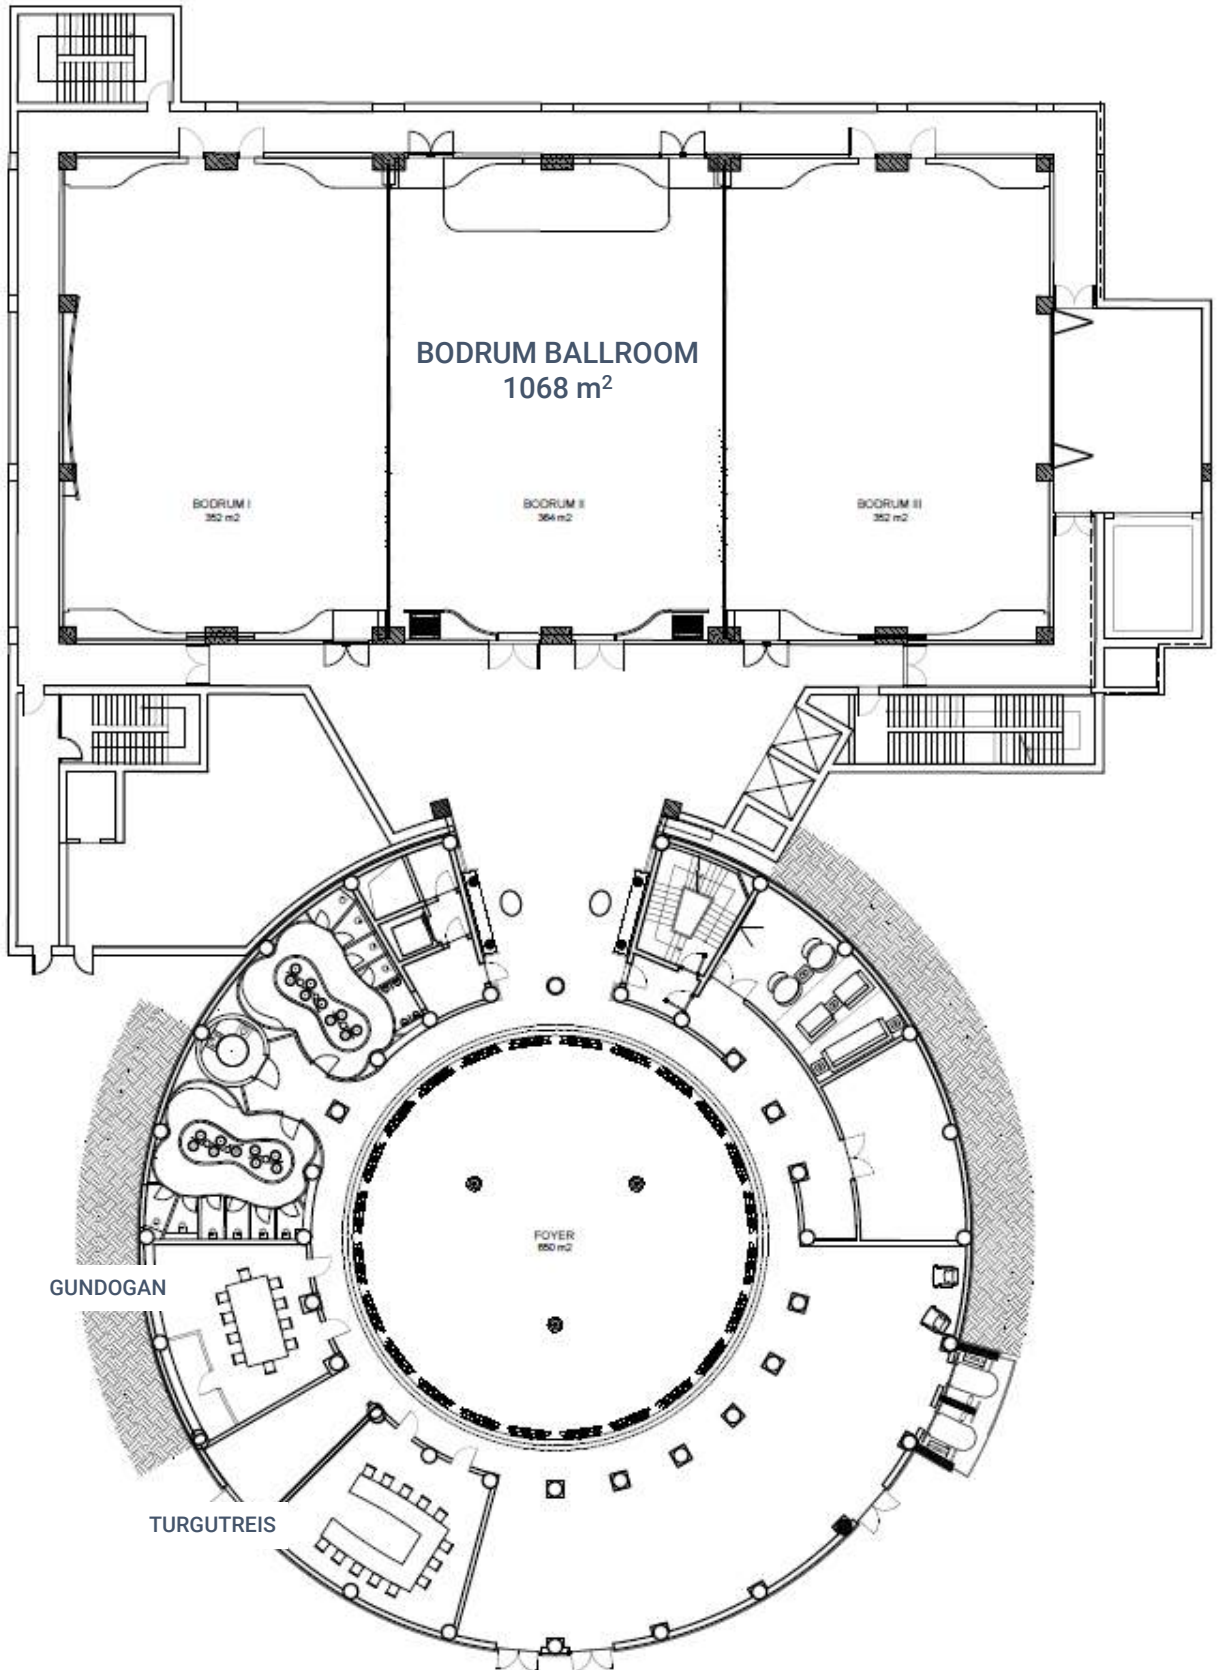 BODRUM BALLROOM
1068 m²
BODRUM I
352 m2
BODRUM II
364 m2
BODRUM III
352 m2
FOYER
650 m2
GUNDOGAN
TURGUTREIS